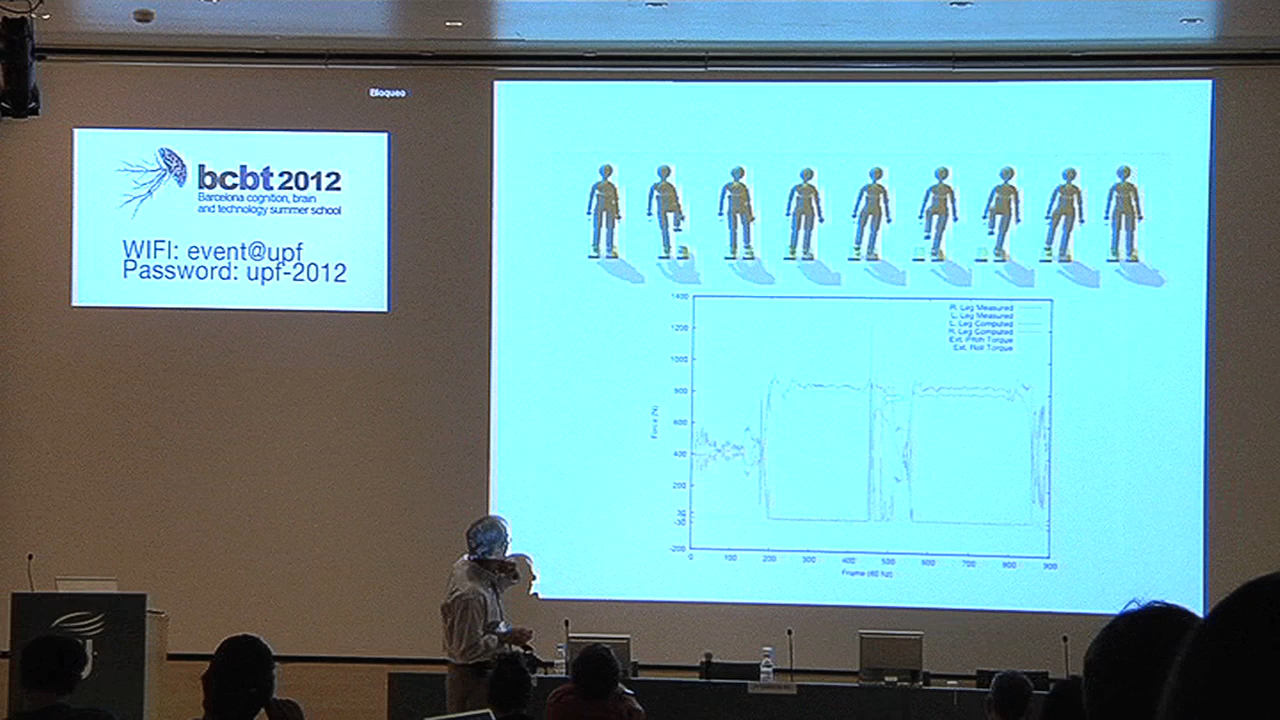 Bloqueo
bcbt 2012
Barcelona cognition, brain
and technology summer school
WIFI: event@upf
Password: upf-2012
1400
1200
1000
800
600
400
200
-200
Force (N)
R. Leg Measured
L. Leg Measured
L. Leg Computed
R. Leg Computed
Ext. Pitch Torque
Ext. Roll Torque
0 100 200 300 400 500 600 700 800 900
Frame (60 Hz)